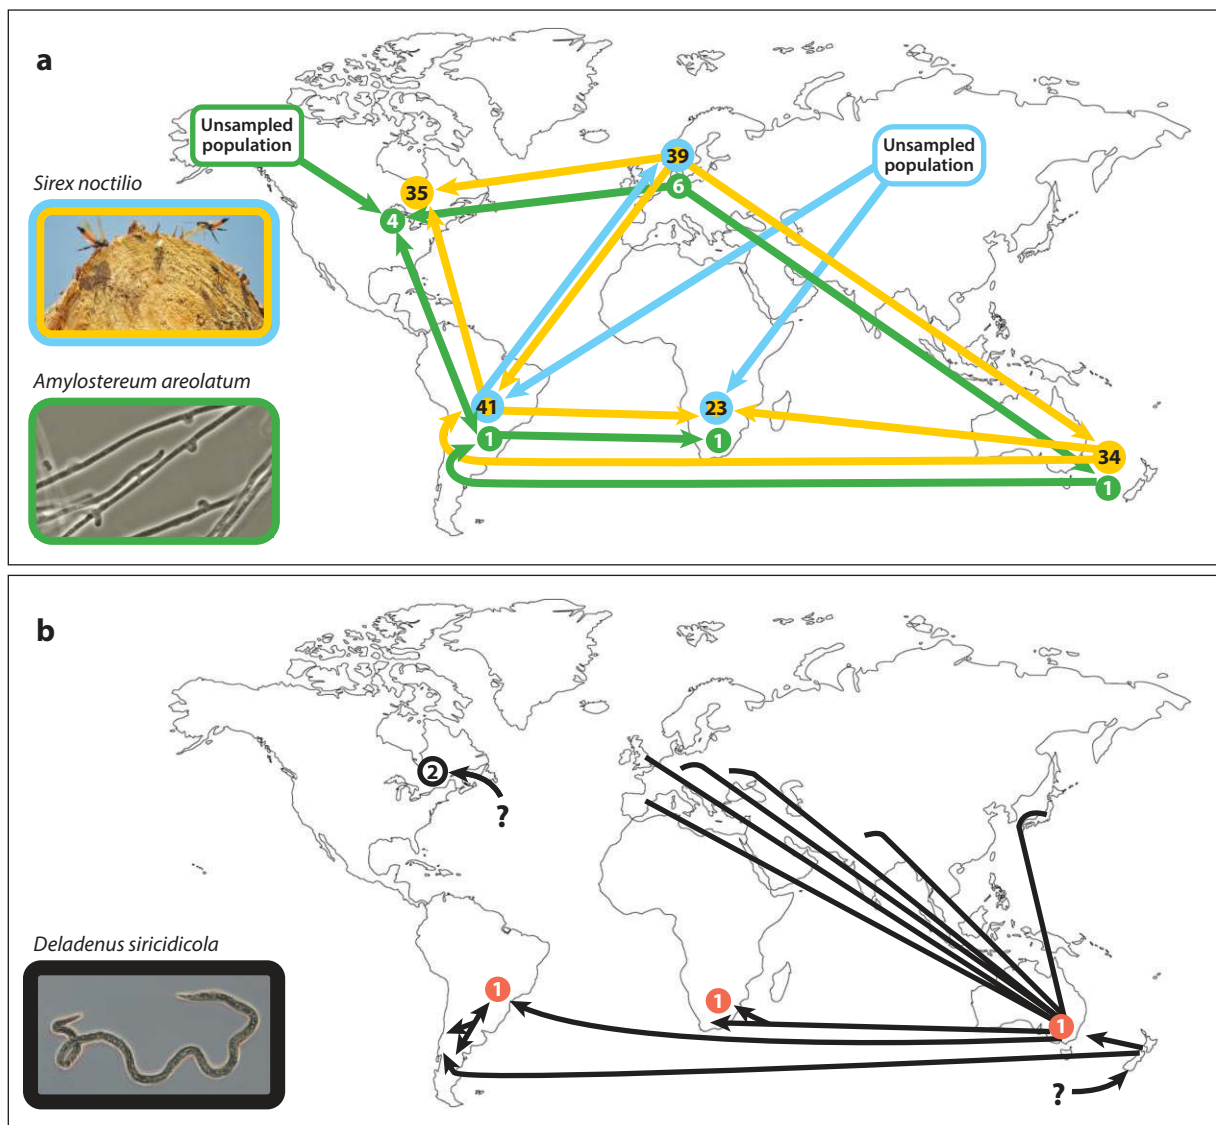 a
Unsampled
population
Unsampled
population
39
6
35
4
Sirex noctilio
Amylostereum areolatum
41
1
23
1
34
1
b
2
?
Deladenus siricidicola
1
1
1
?